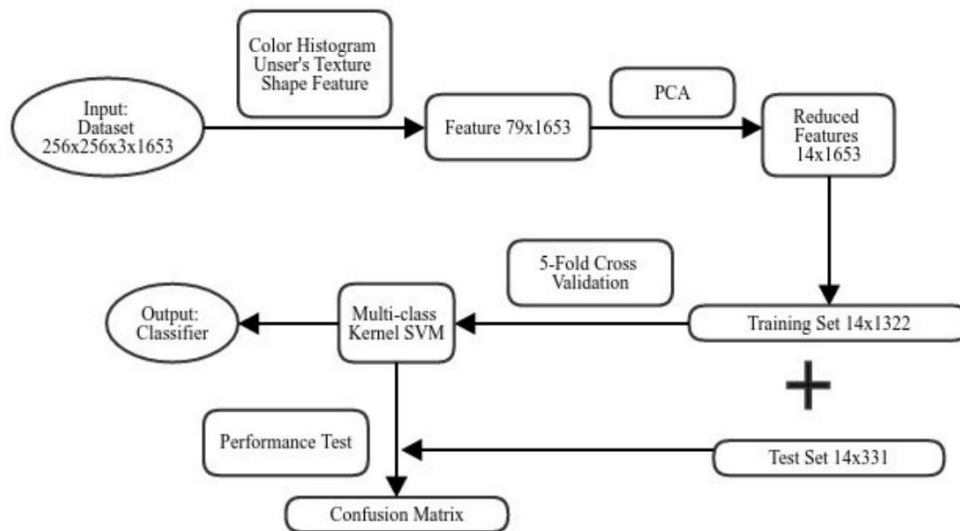 Color Histogram
Unser's Texture
Shape Feature
Input:
Dataset
256x256x3x1653
Feature 79x1653
PCA
Reduced
Features
14x1653
5-Fold Cross
Validation
Output:
Classifier
Multi-class
Kernel SVM
Training Set 14x1322
+
Performance Test
Test Set 14x331
Confusion Matrix